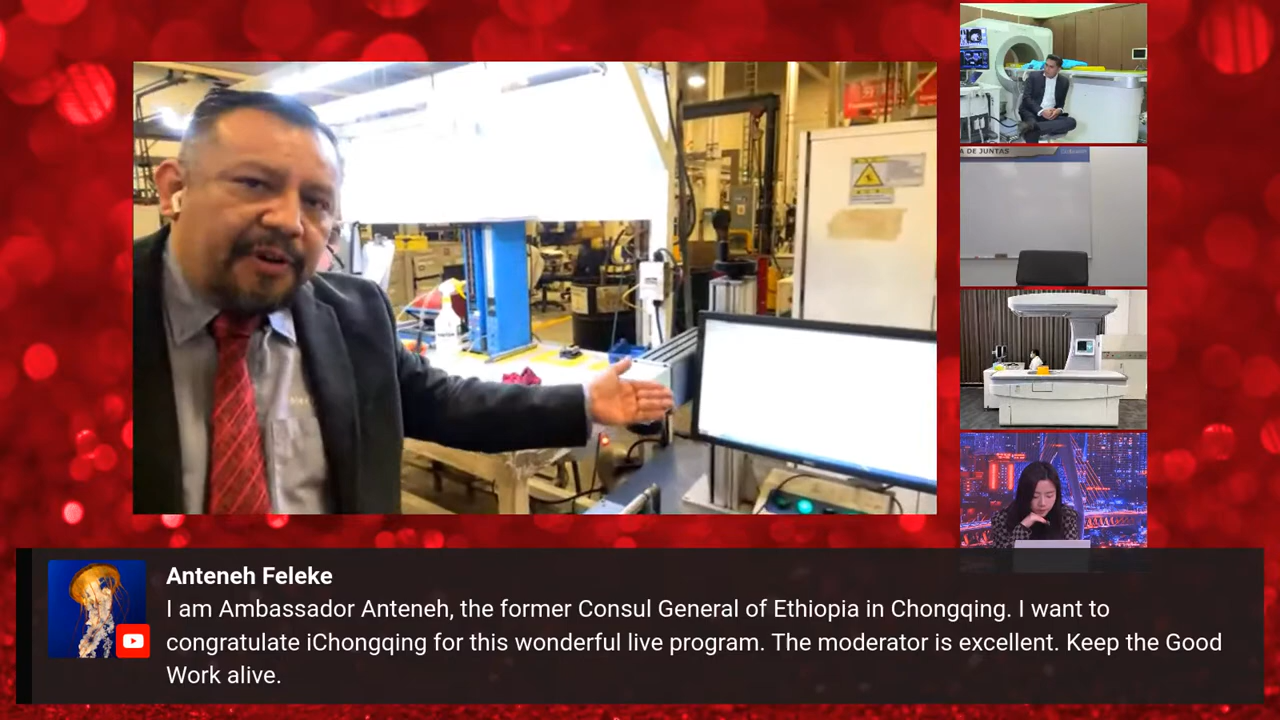 A DE JUNTAS
Anteneh Feleke
I am Ambassador Anteneh, the former Consul General of Ethiopia in Chongqing. I want to
congratulate iChongqing for this wonderful live program. The moderator is excellent. Keep the Good
Work alive.